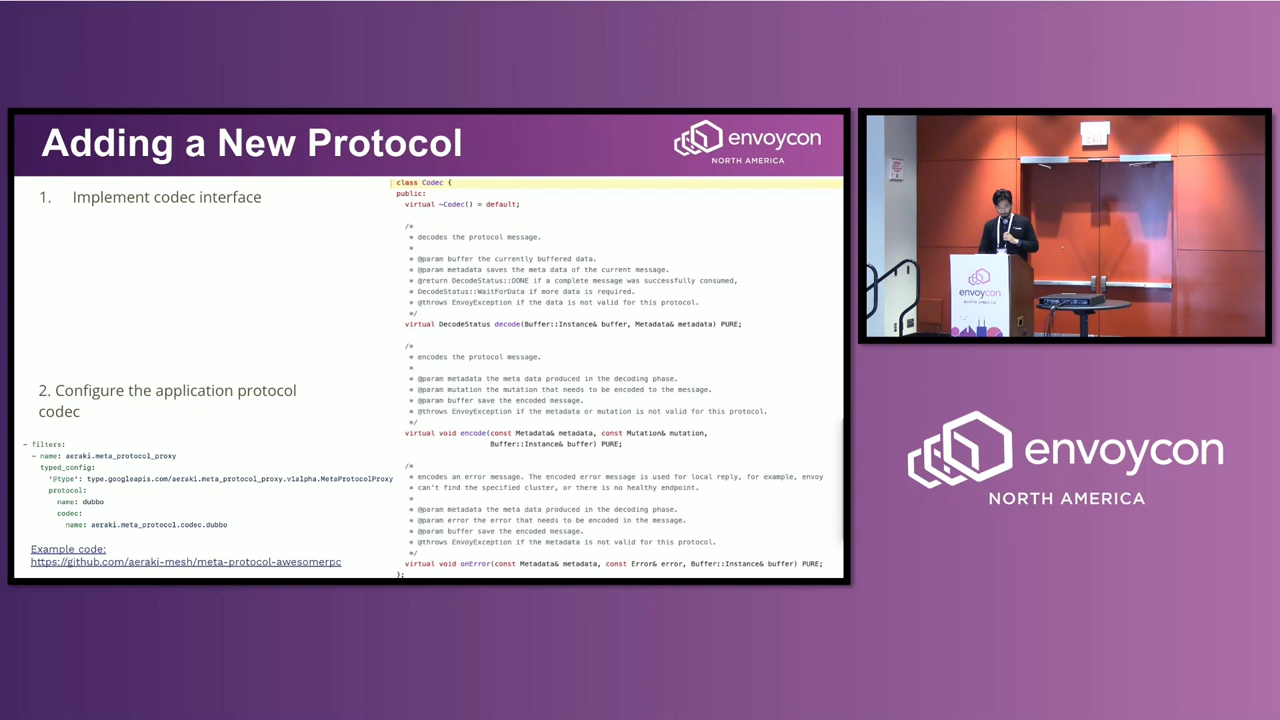 Adding a New Protocol
envoycon
NORTH AMERICA
1. Implement codec interface
2. Configure the application protocol
codec
- filters:
- name: aeraki.meta_protocol_proxy
typed_config:
'@type': type.googleapis.com/aeraki.meta_protocol_proxy.v1alpha.MetaProtocolProxy
protocol:
name: dubbo
codec:
name: aeraki.meta_protocol.codec.dubbo
Example code:
https://github.com/aeraki-mesh/meta-protocol-awesomerpc
class Codec {
public:
virtual ~Codec() = default;
/*
* decodes the protocol message.
*
* @param buffer the currently buffered data.
* @param metadata saves the meta data of the current message.
* @return DecodeStatus::DONE if a complete message was successfully consumed,
* DecodeStatus::WaitForData if more data is required.
* @throws EnvoyException if the data is not valid for this protocol.
*/
virtual DecodeStatus decode(Buffer::Instance& buffer, Metadata& metadata) PURE;
/*
* encodes the protocol message.
*
* @param metadata the meta data produced in the decoding phase.
* @param mutation the mutation that needs to be encoded to the message.
* @param buffer save the encoded message.
* @throws EnvoyException if the metadata or mutation is not valid for this protocol.
*/
virtual void encode(const Metadata& metadata, const Mutation& mutation,
Buffer::Instance& buffer) PURE;
/*
* encodes an error message. The encoded error message is used for local reply, for example, envoy
* can't find the specified cluster, or there is no healthy endpoint.
*
* @param metadata the meta data produced in the decoding phase.
* @param error the error that needs to be encoded in the message.
* @param buffer save the encoded message.
* @throws EnvoyException if the metadata is not valid for this protocol.
*/
virtual void onError(const Metadata& metadata, const Error& error, Buffer::Instance& buffer) PURE;
};
envoycon
NORTH AMERICA
envoycon
NORTH AMERICA